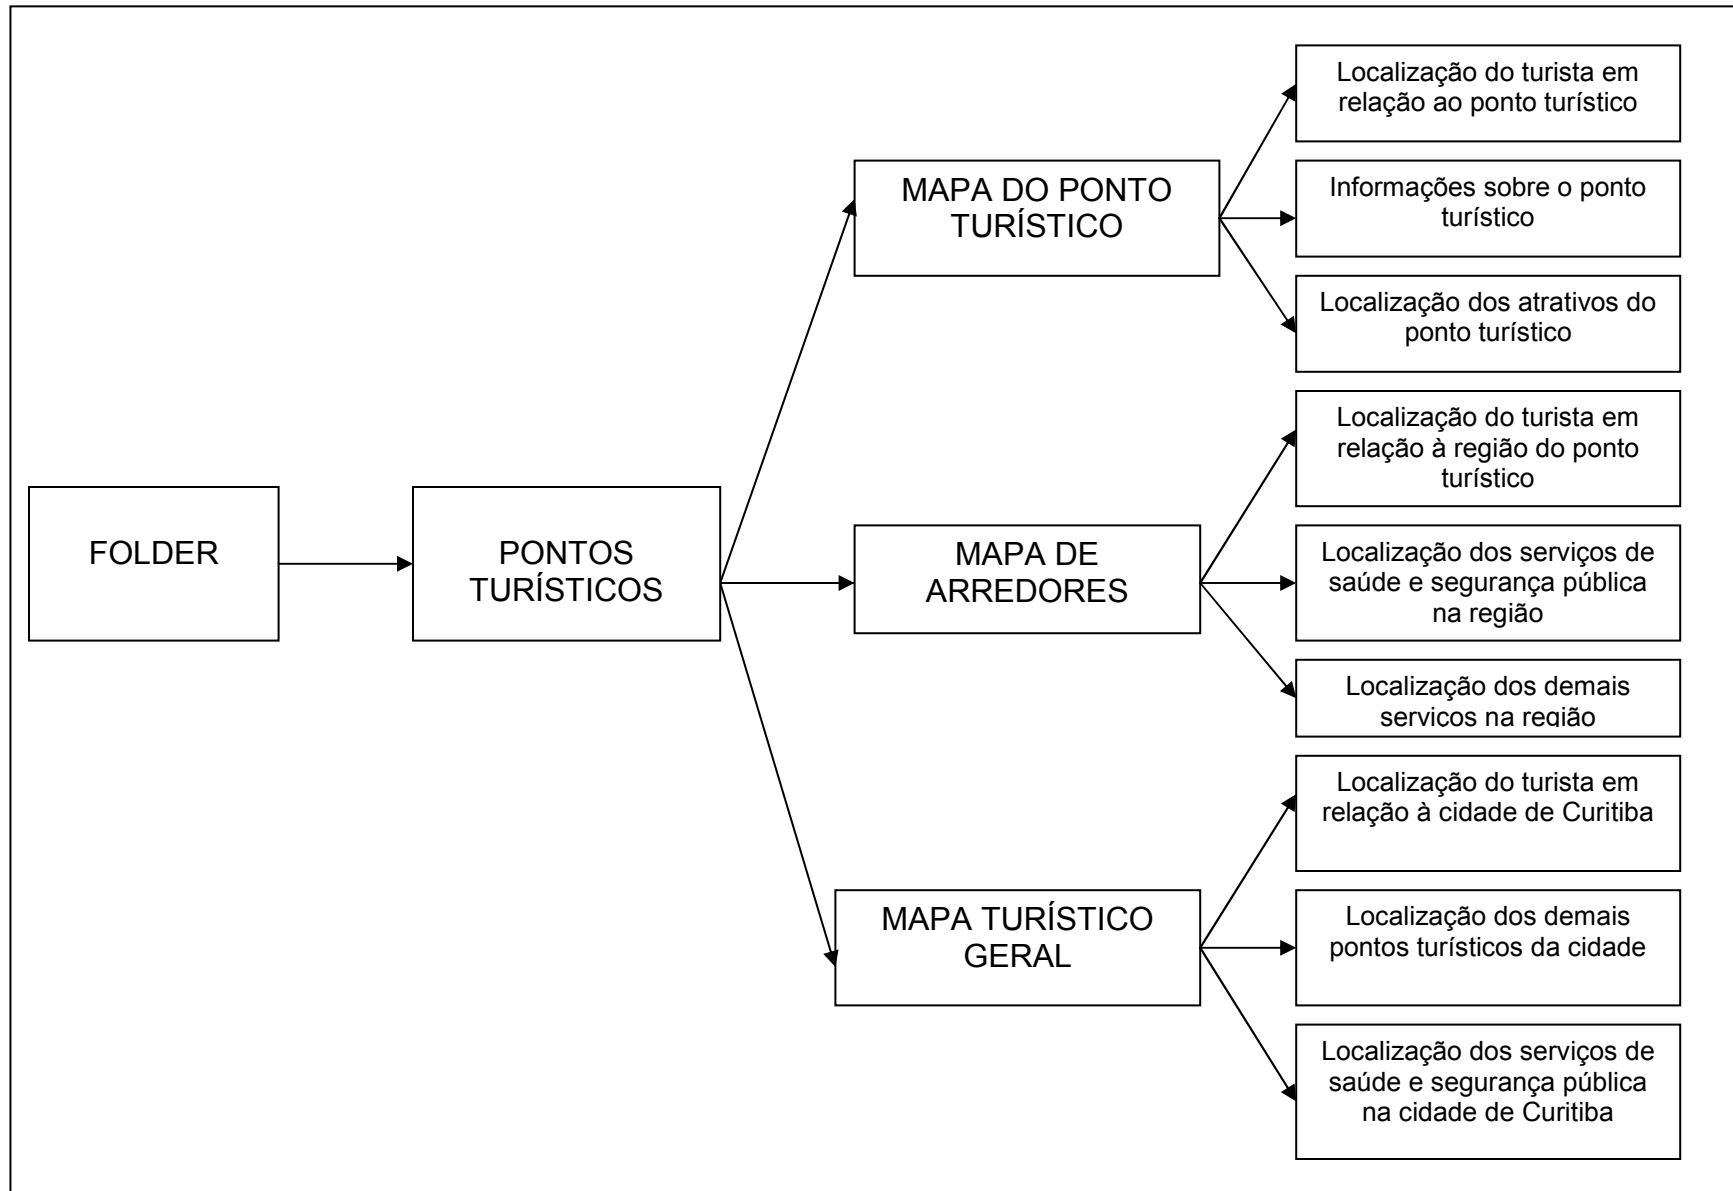 FOLDER
PONTOS
TURÍSTICOS
MAPA DO PONTO
TURÍSTICO
Localização do turista em
relação ao ponto turístico
Informações sobre o ponto
turístico
Localização dos atrativos do
ponto turístico
MAPA DE
ARREDORES
Localização do turista em
relação à região do ponto
turístico
Localização dos serviços de
saúde e segurança pública
na região
Localização dos demais
serviços na região
MAPA TURÍSTICO
GERAL
Localização do turista em
relação à cidade de Curitiba
Localização dos demais
pontos turísticos da cidade
Localização dos serviços de
saúde e segurança pública
na cidade de Curitiba